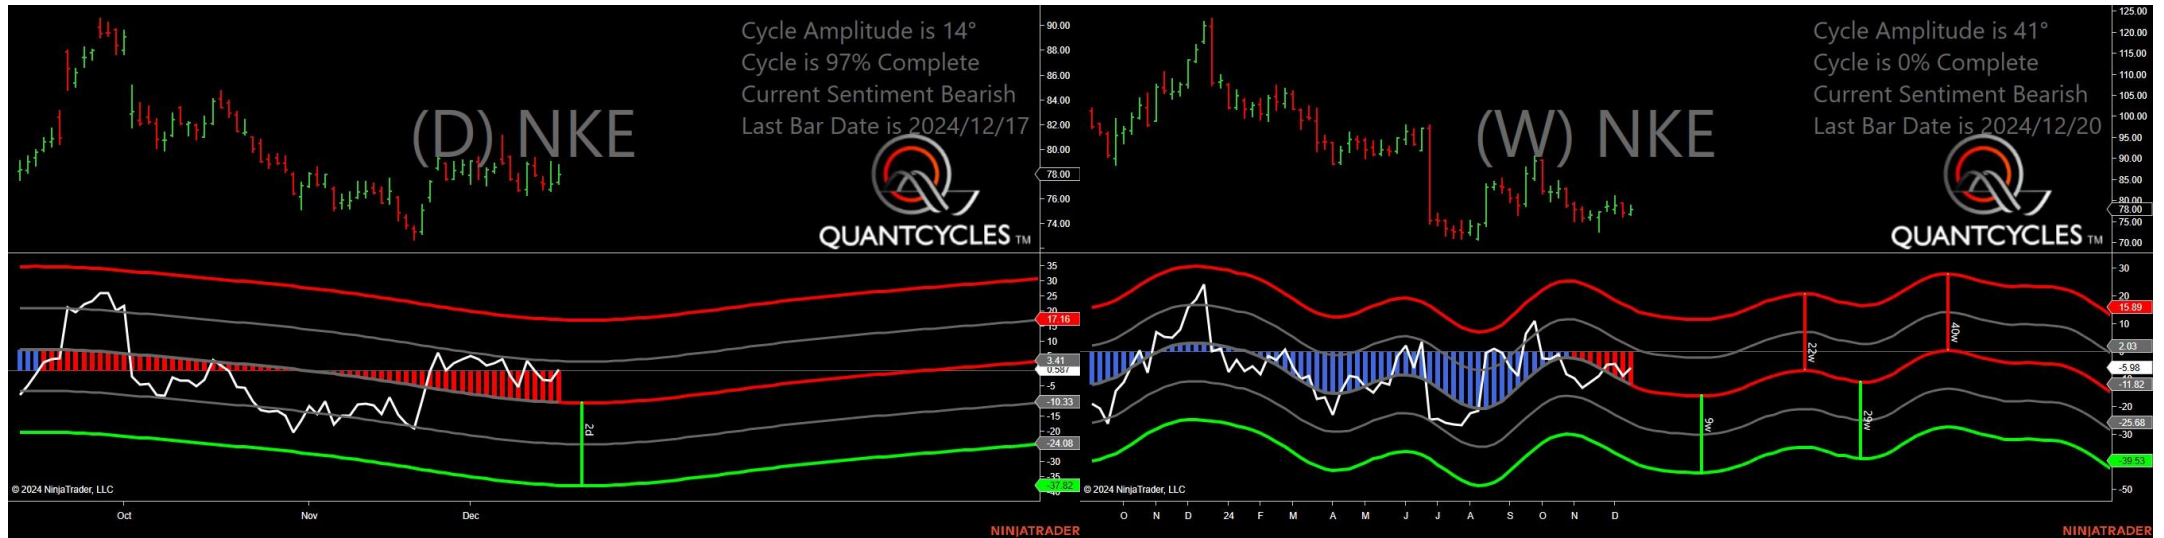 Cycle Amplitude is 14°
Cycle is 97% Complete
Current Sentiment Bearish
Last Bar Date is 2024/12/17
(D) NKE
QUANTCYCLES TM
90.00
88.00
86.00
84.00
82.00
80.00
78.00
76.00
74.00
35
30
25
20
15
17.16
10
5
3.41
0.587
-5
-10.33
-15
-20
-24.08
-30
-35
-37.82
-40
2d
© 2024 NinjaTrader, LLC
Oct Nov Dec
NINJATRADER
Cycle Amplitude is 41°
Cycle is 0% Complete
Current Sentiment Bearish
Last Bar Date is 2024/12/20
(W) NKE
QUANTCYCLES TM
125.00
120.00
115.00
110.00
105.00
100.00
95.00
90.00
85.00
80.00
78.00
75.00
70.00
30
20
15.89
10
2.03
-5.98
-11.82
-20
-25.68
-30
-39.53
-50
9w
22w
29w
40w
© 2024 NinjaTrader, LLC
O N D 24 F M A M J J A S O N D
NINJATRADER